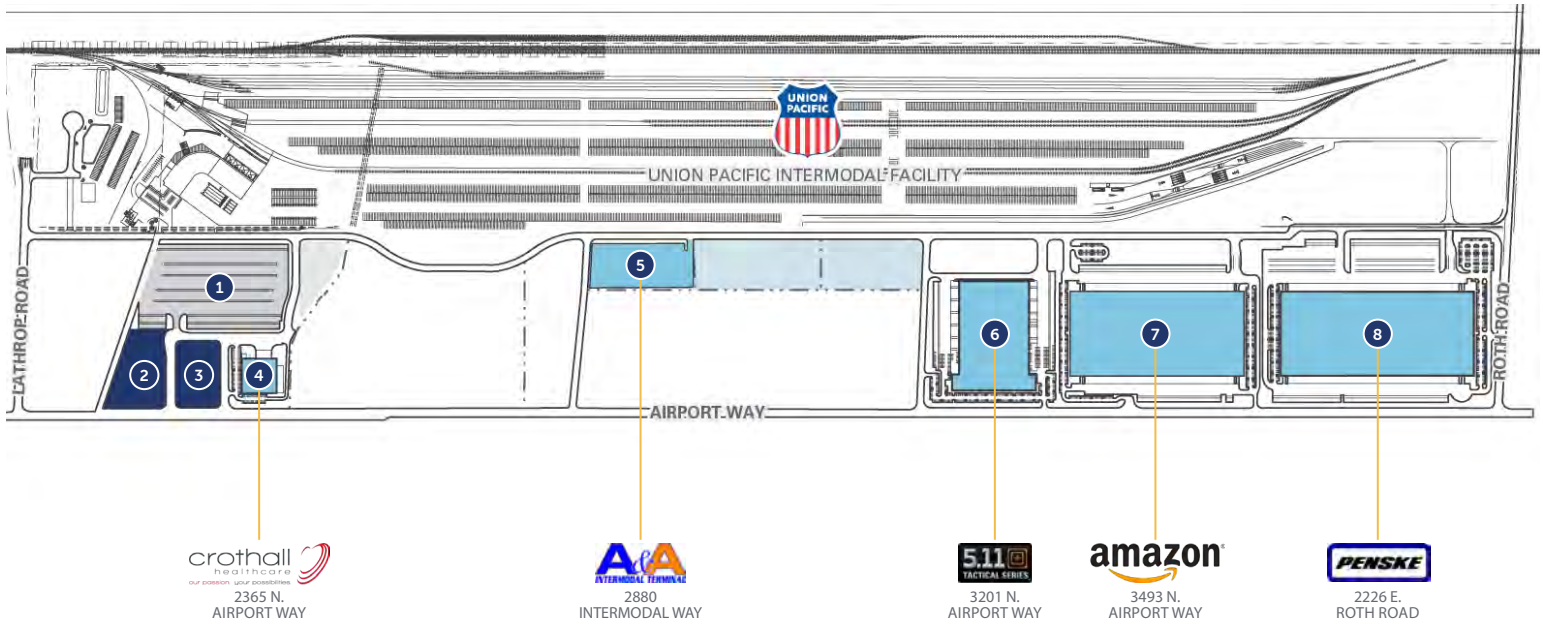 UNION
PACIFIC
UNION PACIFIC INTERMODAL FACILITY
LATHROP ROAD
1
2
3
4
5
6
7
8
ROTH ROAD
AIRPORT WAY
crothall
healthcare
our passion. your possibilities
2365 N.
AIRPORT WAY
A&A
INTERMODAL TERMINAL
2880
INTERMODAL WAY
5.11
TACTICAL SERIES
3201 N.
AIRPORT WAY
amazon
3493 N.
AIRPORT WAY
PENSKE
2226 E.
ROTH ROAD